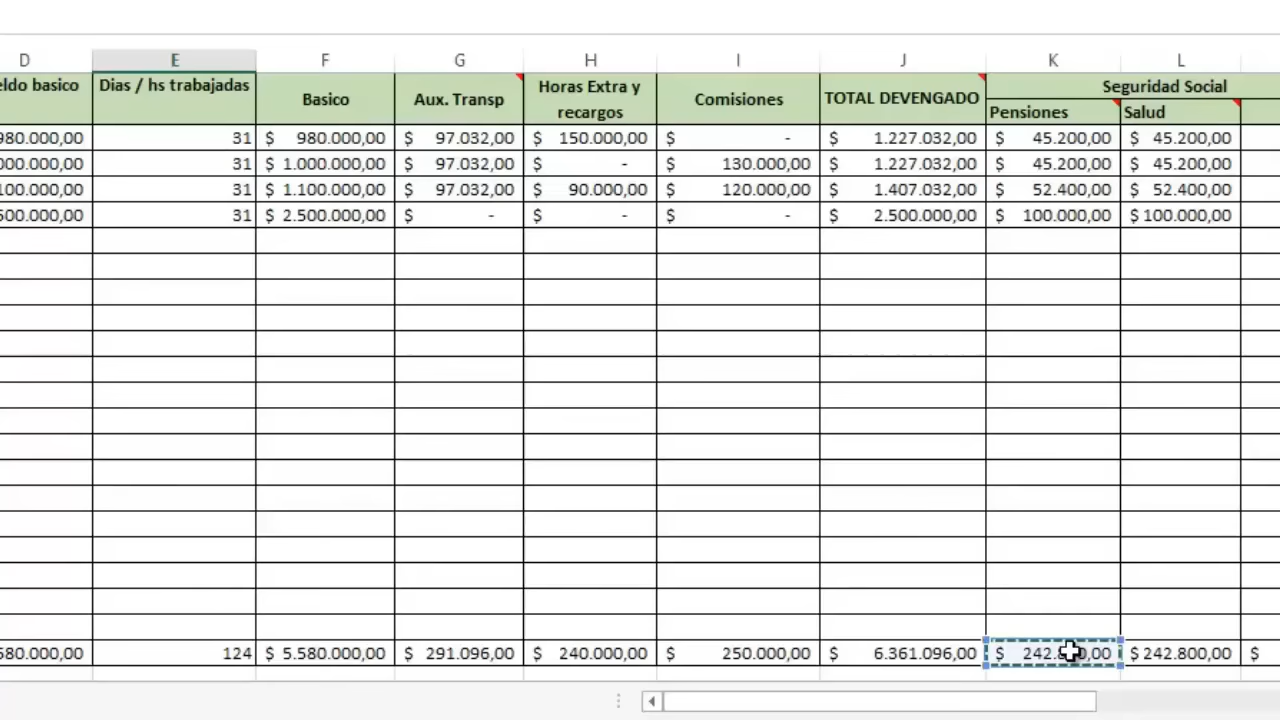 D E F G H I J K L
eldo basico Dias / hs trabajadas Basico Aux. Transp Horas Extra y recargos Comisiones TOTAL DEVENGADO Seguridad Social
Pensiones Salud
980.000,00 31 $ 980.000,00 $ 97.032,00 $ 150.000,00 $ - $ 1.227.032,00 $ 45.200,00 $ 45.200,00
000.000,00 31 $ 1.000.000,00 $ 97.032,00 $ - $ 130.000,00 $ 1.227.032,00 $ 45.200,00 $ 45.200,00
100.000,00 31 $ 1.100.000,00 $ 97.032,00 $ 90.000,00 $ 120.000,00 $ 1.407.032,00 $ 52.400,00 $ 52.400,00
500.000,00 31 $ 2.500.000,00 $ - $ - $ - $ 2.500.000,00 $ 100.000,00 $ 100.000,00
580.000,00 124 $ 5.580.000,00 $ 291.096,00 $ 240.000,00 $ 250.000,00 $ 6.361.096,00 $ $ 242.800,00 $